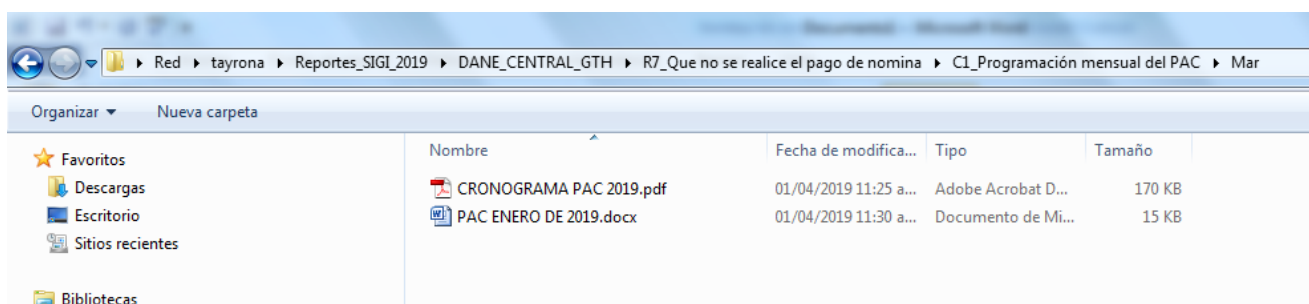 Red ▸ tayrona ▸ Reportes_SIGI_2019 ▸ DANE_CENTRAL_GTH ▸ R7_Que no se realice el pago de nomina ▸ C1_Programación mensual del PAC ▸ Mar
Organizar Nueva carpeta
Favoritos
Descargas
Escritorio
Sitios recientes
Bibliotecas
Nombre Fecha de modifica... Tipo Tamaño
CRONOGRAMA PAC 2019.pdf 01/04/2019 11:25 a... Adobe Acrobat D... 170 KB
PAC ENERO DE 2019.docx 01/04/2019 11:30 a... Documento de Mi... 15 KB